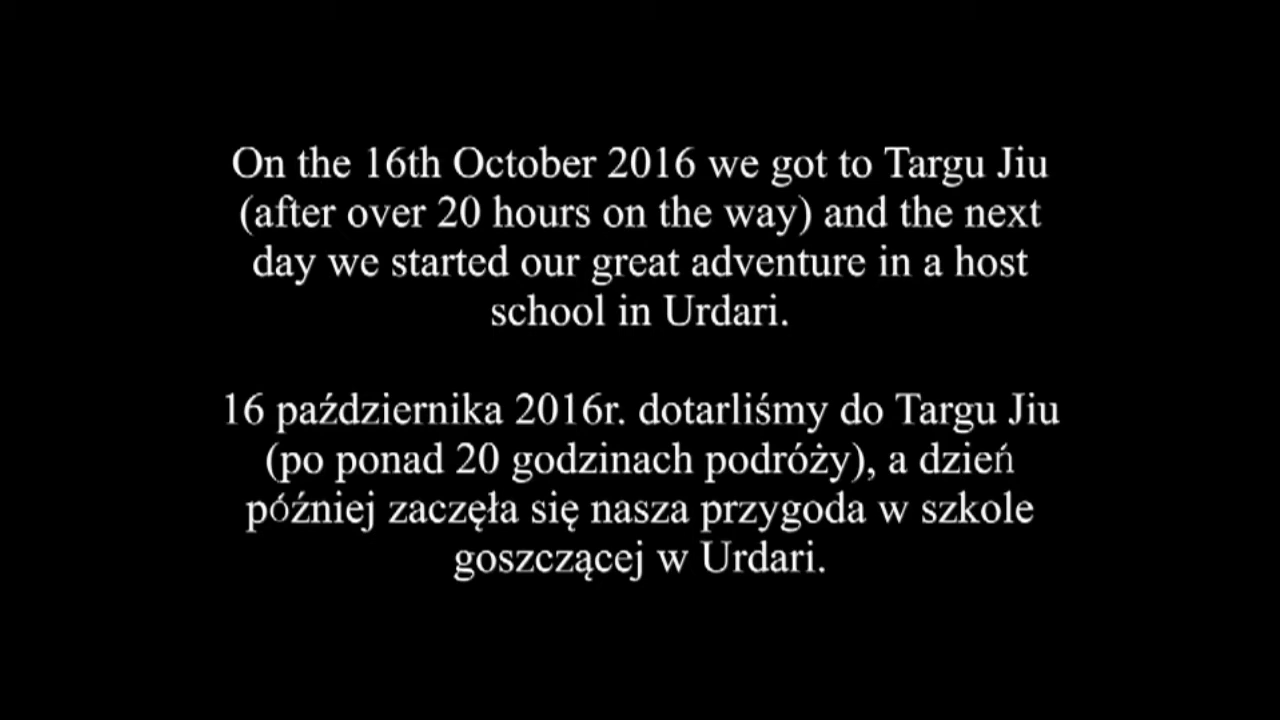 On the 16th October 2016 we got to Targu Jiu
(after over 20 hours on the way) and the next
day we started our great adventure in a host
school in Urdari.
16 października 2016r. dotarliśmy do Targu Jiu
(po ponad 20 godzinach podróży), a dzień
później zaczęła się nasza przygoda w szkole
goszczącej w Urdari.